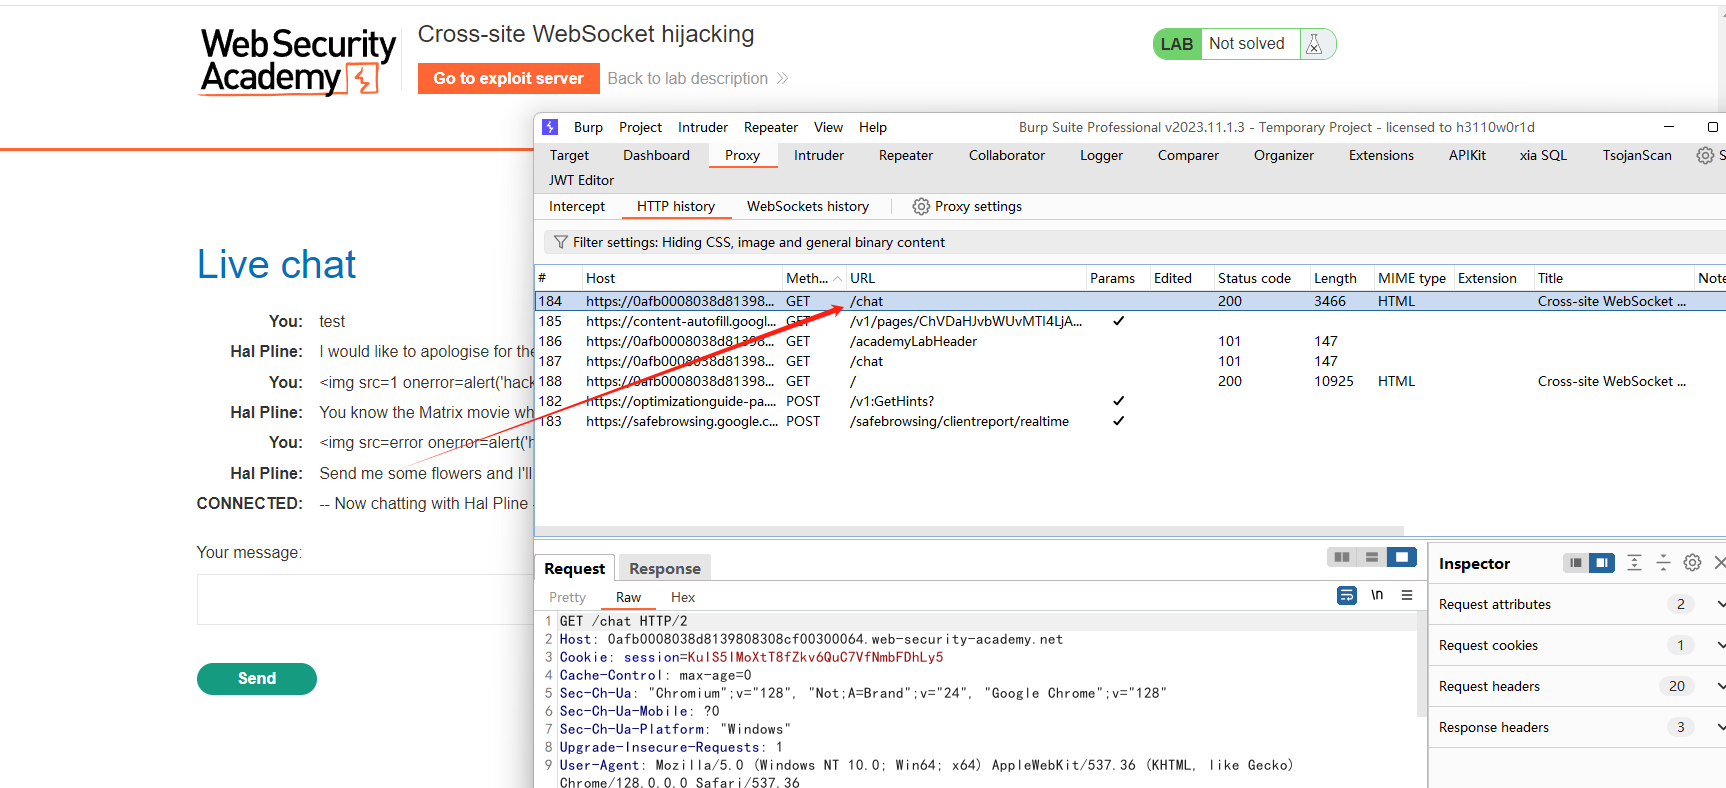 Web Security
Academy
Cross-site WebSocket hijacking
Go to exploit server
Back to lab description
LAB
Not solved
Live chat
You: test
Hal Pline: I would like to apologise for the
You: <img src=1 onerror=alert('hack
Hal Pline: You know the Matrix movie wh
You: <img src=error onerror=alert('h
Hal Pline: Send me some flowers and I'll
CONNECTED: -- Now chatting with Hal Pline
Your message:
Send
Burp Project Intruder Repeater View Help
Burp Suite Professional v2023.11.1.3 - Temporary Project - licensed to h3110w0r1d
Target Dashboard Proxy Intruder Repeater Collaborator Logger Comparer Organizer Extensions APIKit xia SQL TsojanScan S
JWT Editor
Intercept HTTP history WebSockets history Proxy settings
Filter settings: Hiding CSS, image and general binary content
# Host Meth... URL Params Edited Status code Length MIME type Extension Title Note
184 https://0afb0008038d81398... GET /chat 200 3466 HTML Cross-site WebSocket ...
185 https://content-autofill.googl... GET /v1/pages/ChVDaHJvbWUvMTI4LjA... ✓
186 https://0afb0008038d81398... GET /academyLabHeader 101 147
187 https://0afb0008038d81398... GET /chat 101 147
188 https://0afb0008038d81398... GET / 200 10925 HTML Cross-site WebSocket ...
182 https://optimizationguide-pa.... POST /v1:GetHints? ✓
183 https://safebrowsing.google.c... POST /safebrowsing/clientreport/realtime ✓
Request Response
Pretty Raw Hex
\n
1 GET /chat HTTP/2
2 Host: 0afb0008038d8139808308cf00300064.web-security-academy.net
3 Cookie: session=KulS5lMoXtT8fZkv6QuC7VfNmbFDhLy5
4 Cache-Control: max-age=0
5 Sec-Ch-Ua: "Chromium";v="128", "Not;A=Brand";v="24", "Google Chrome";v="128"
6 Sec-Ch-Ua-Mobile: ?0
7 Sec-Ch-Ua-Platform: "Windows"
8 Upgrade-Insecure-Requests: 1
9 User-Agent: Mozilla/5.0 (Windows NT 10.0; Win64; x64) AppleWebKit/537.36 (KHTML, like Gecko)
Chrome/128.0.0.0 Safari/537.36
Inspector
Request attributes 2
Request cookies 1
Request headers 20
Response headers 3